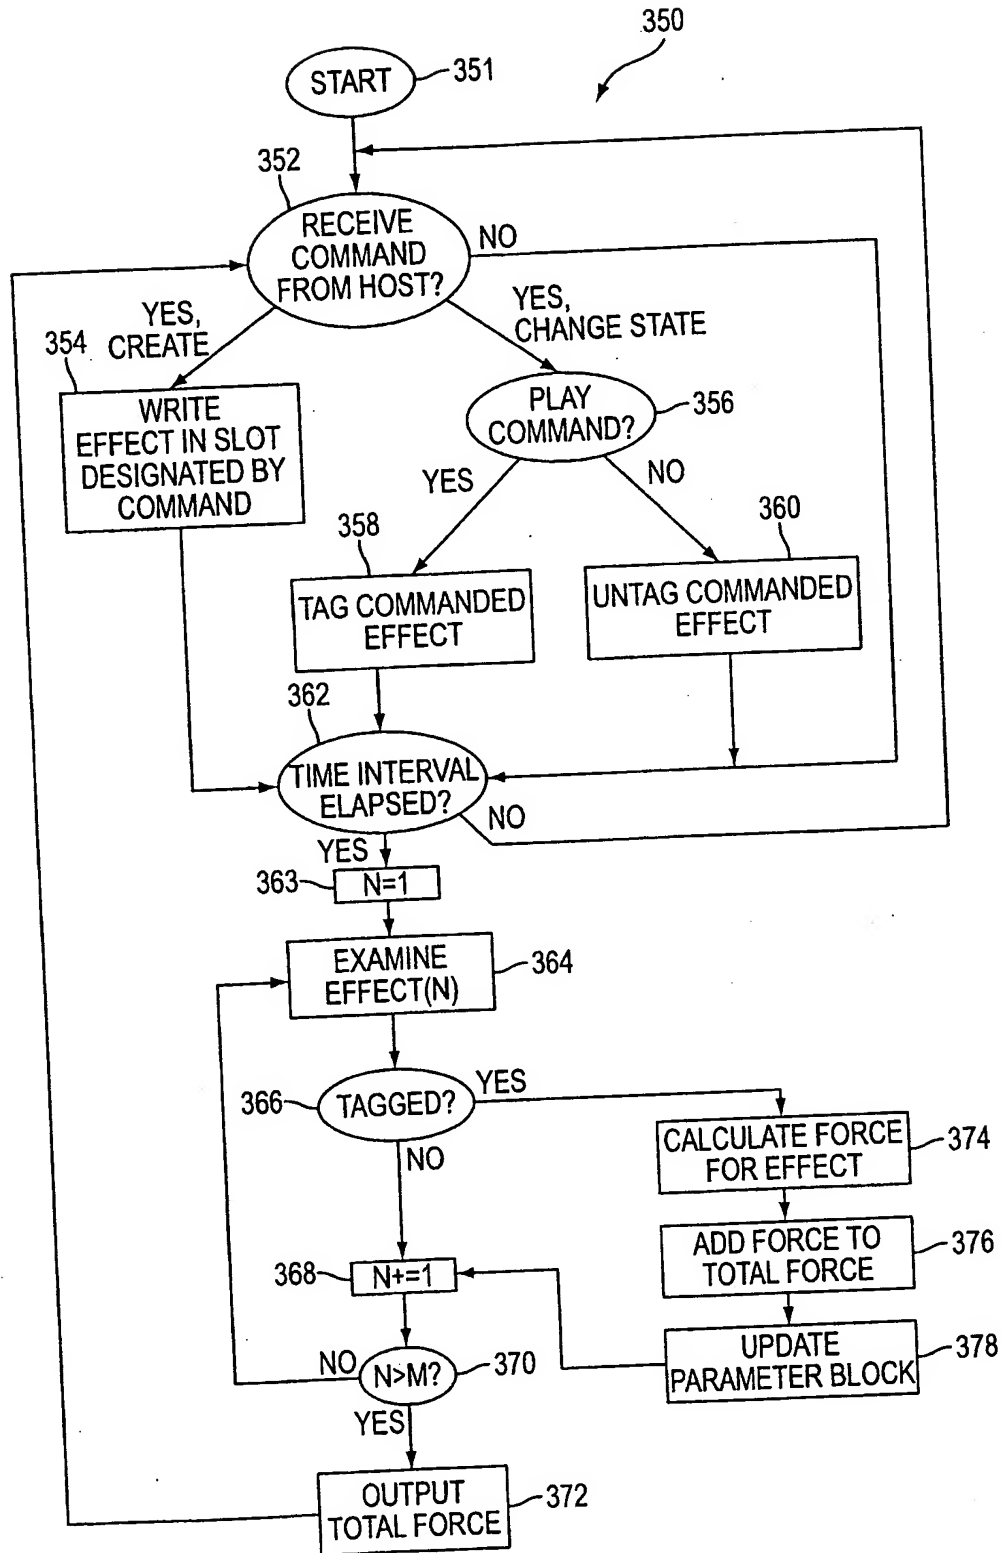 350
START
351
352
RECEIVE
COMMAND
FROM HOST?
NO
YES,
CREATE
YES,
CHANGE STATE
354
WRITE
EFFECT IN SLOT
DESIGNATED BY
COMMAND
PLAY
COMMAND?
356
YES
NO
358
TAG COMMANDED
EFFECT
360
UNTAG COMMANDED
EFFECT
362
TIME INTERVAL
ELAPSED?
NO
YES
363
N=1
EXAMINE
EFFECT(N)
364
366
TAGGED?
YES
NO
CALCULATE FORCE
FOR EFFECT
374
ADD FORCE TO
TOTAL FORCE
376
368
N+=1
UPDATE
PARAMETER BLOCK
378
NO
N>M?
370
YES
OUTPUT
TOTAL FORCE
372